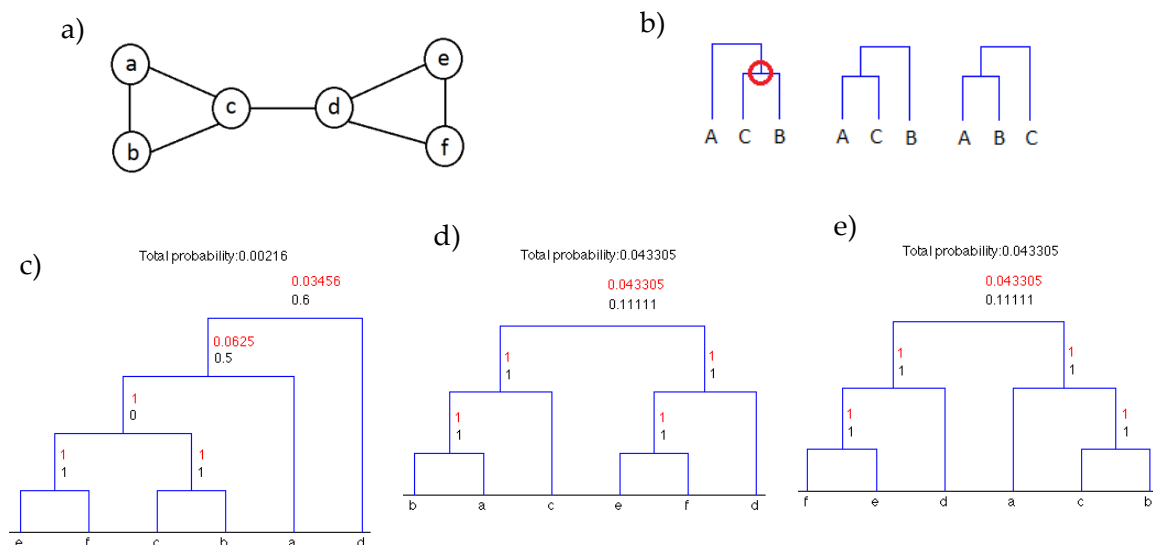 a)
a
b
c
d
e
f
b)
A C B
A C B
A B C
c)
Total probability:0.00216
0.03456
0.6
0.0625
0.5
1
0
1
1
1
1
e f c b a d
d)
Total probability:0.043305
0.043305
0.11111
1
1
1
1
1
1
1
1
b a c e f d
e)
Total probability:0.043305
0.043305
0.11111
1
1
1
1
1
1
1
1
f e d a c b